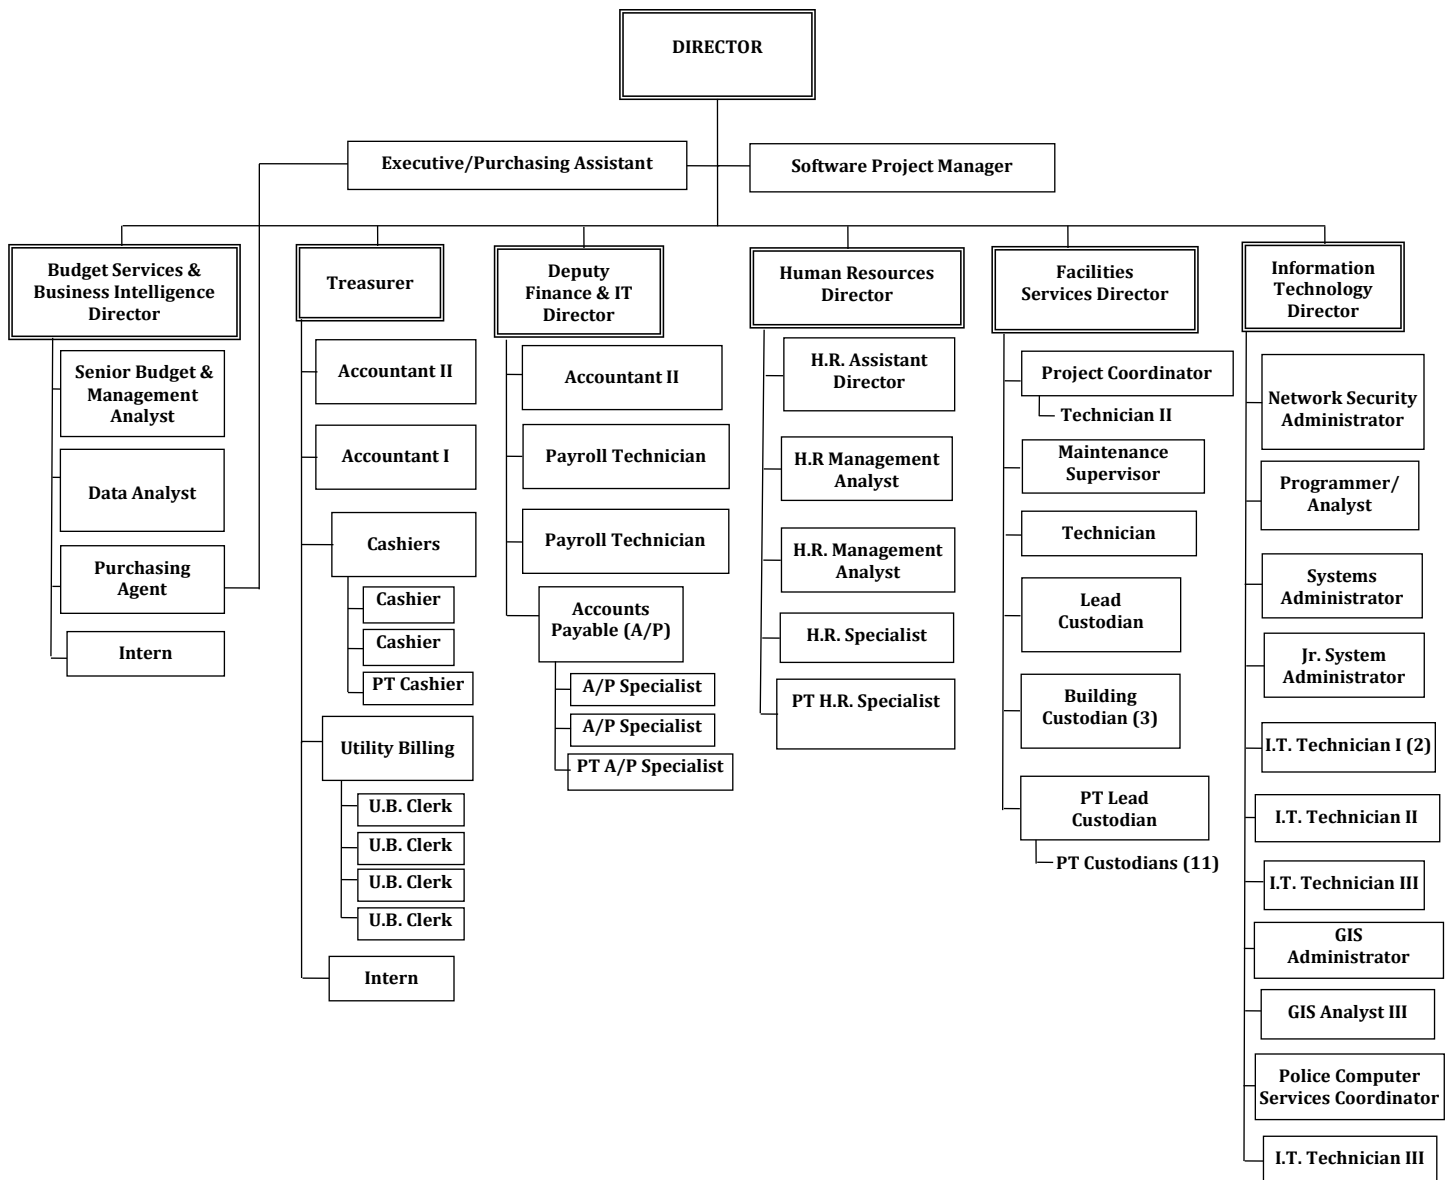 DIRECTOR
Executive/Purchasing Assistant
Software Project Manager
Budget Services &
Business Intelligence
Director
Senior Budget &
Management
Analyst
Data Analyst
Purchasing
Agent
Intern
Treasurer
Accountant II
Accountant I
Cashiers
Cashier
Cashier
PT Cashier
Utility Billing
U.B. Clerk
U.B. Clerk
U.B. Clerk
U.B. Clerk
Intern
Deputy
Finance & IT
Director
Accountant II
Payroll Technician
Payroll Technician
Accounts
Payable (A/P)
A/P Specialist
A/P Specialist
PT A/P Specialist
Human Resources
Director
H.R. Assistant
Director
H.R Management
Analyst
H.R. Management
Analyst
H.R. Specialist
PT H.R. Specialist
Facilities
Services Director
Project Coordinator
Technician II
Maintenance
Supervisor
Technician
Lead
Custodian
Building
Custodian (3)
PT Lead
Custodian
PT Custodians (11)
Information
Technology
Director
Network Security
Administrator
Programmer/
Analyst
Systems
Administrator
Jr. System
Administrator
I.T. Technician I (2)
I.T. Technician II
I.T. Technician III
GIS
Administrator
GIS Analyst III
Police Computer
Services Coordinator
I.T. Technician III